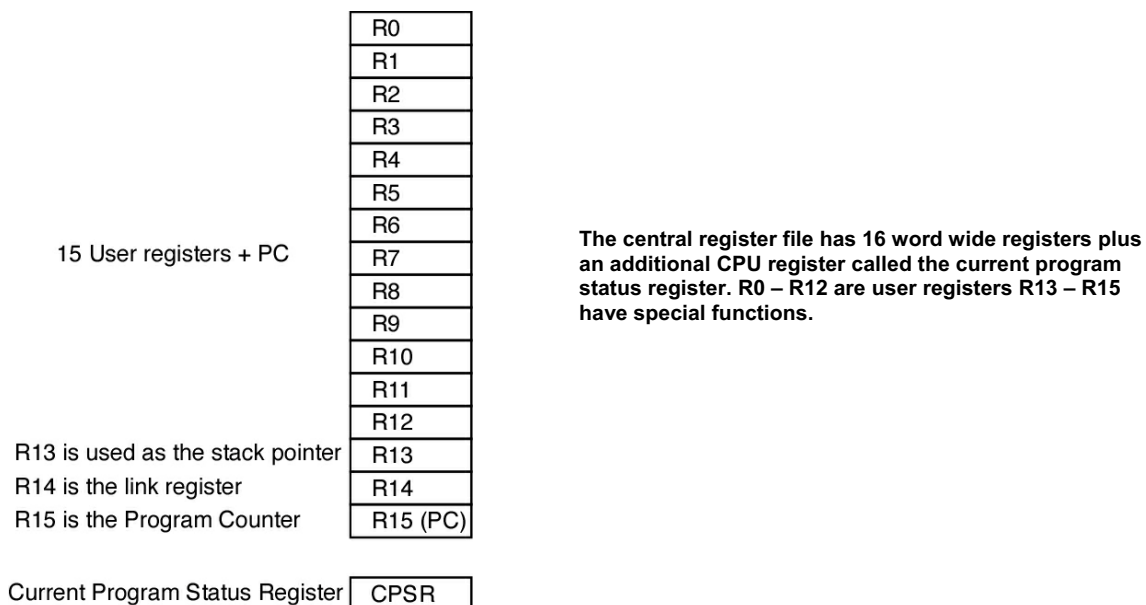 R0
R1
R2
R3
R4
R5
R6
15 User registers + PC
R7
R8
R9
R10
R11
R12
R13 is used as the stack pointer
R13
R14 is the link register
R14
R15 is the Program Counter
R15 (PC)
Current Program Status Register
CPSR
The central register file has 16 word wide registers plus
an additional CPU register called the current program
status register. R0 – R12 are user registers R13 – R15
have special functions.